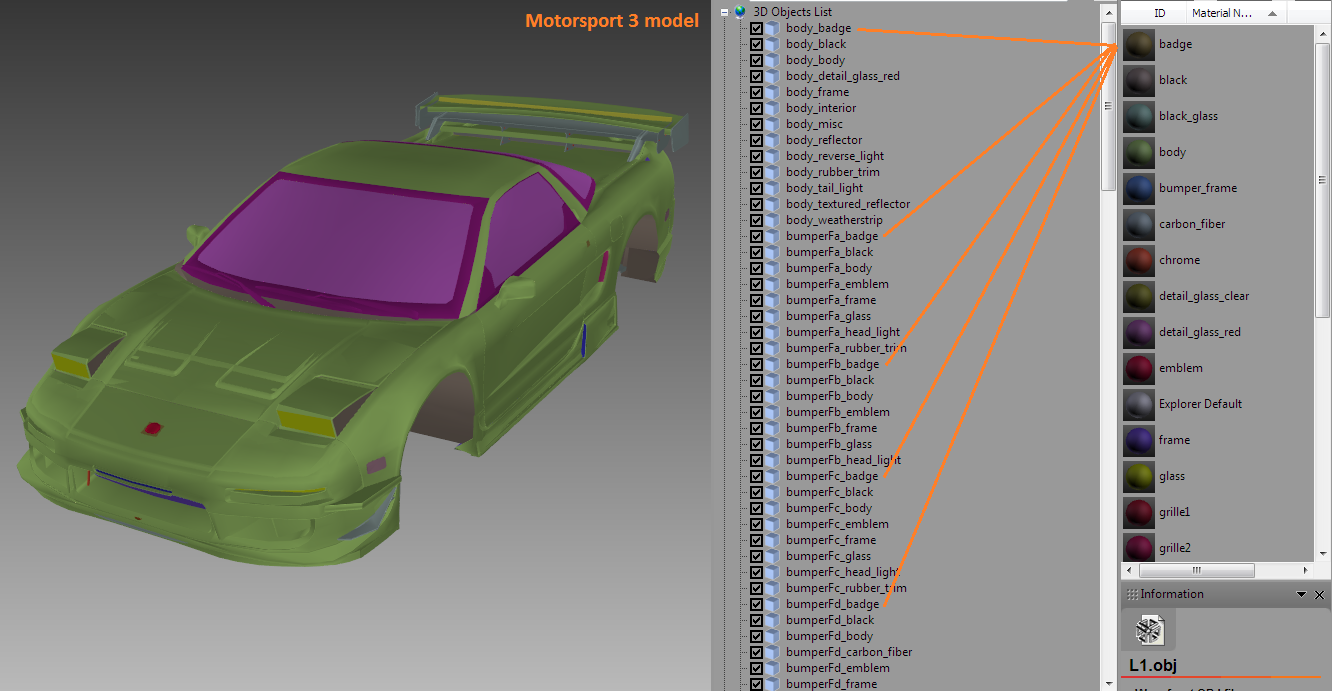 Motorsport 3 model
3D Objects List
body_badge
body_black
body_body
body_detail_glass_red
body_frame
body_interior
body_misc
body_reflector
body_reverse_light
body_rubber_trim
body_tail_light
body_textured_reflector
body_weatherstrip
bumperFa_badge
bumperFa_black
bumperFa_body
bumperFa_emblem
bumperFa_frame
bumperFa_glass
bumperFa_head_light
bumperFa_rubber_trim
bumperFb_badge
bumperFb_black
bumperFb_body
bumperFb_emblem
bumperFb_frame
bumperFb_glass
bumperFb_head_light
bumperFc_badge
bumperFc_black
bumperFc_body
bumperFc_emblem
bumperFc_frame
bumperFc_glass
bumperFc_head_light
bumperFc_rubber_trim
bumperFd_badge
bumperFd_black
bumperFd_body
bumperFd_carbon_fiber
bumperFd_emblem
bumperFd_frame
ID Material N...
badge
black
black_glass
body
bumper_frame
carbon_fiber
chrome
detail_glass_clear
detail_glass_red
emblem
Explorer Default
frame
glass
grille1
grille2
Information
L1.obj